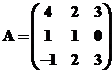 A = ( 4 2 3
1 1 0
-1 2 3 )